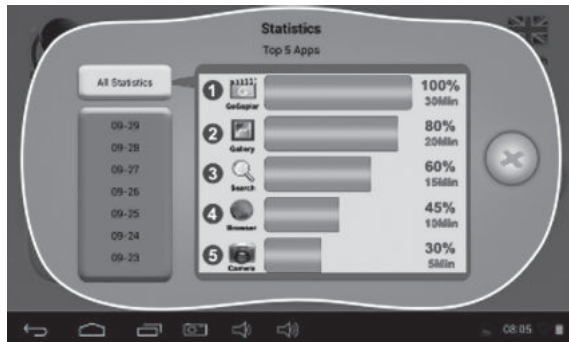 Statistics
Top 5 Apps
All Statistics
09-29
09-28
09-27
09-26
09-25
09-24
09-23
1
100%
30Min
2
Gallery
80%
20Min
3
Search
60%
15Min
4
Browser
45%
10Min
5
Camera
30%
5Min
08:05